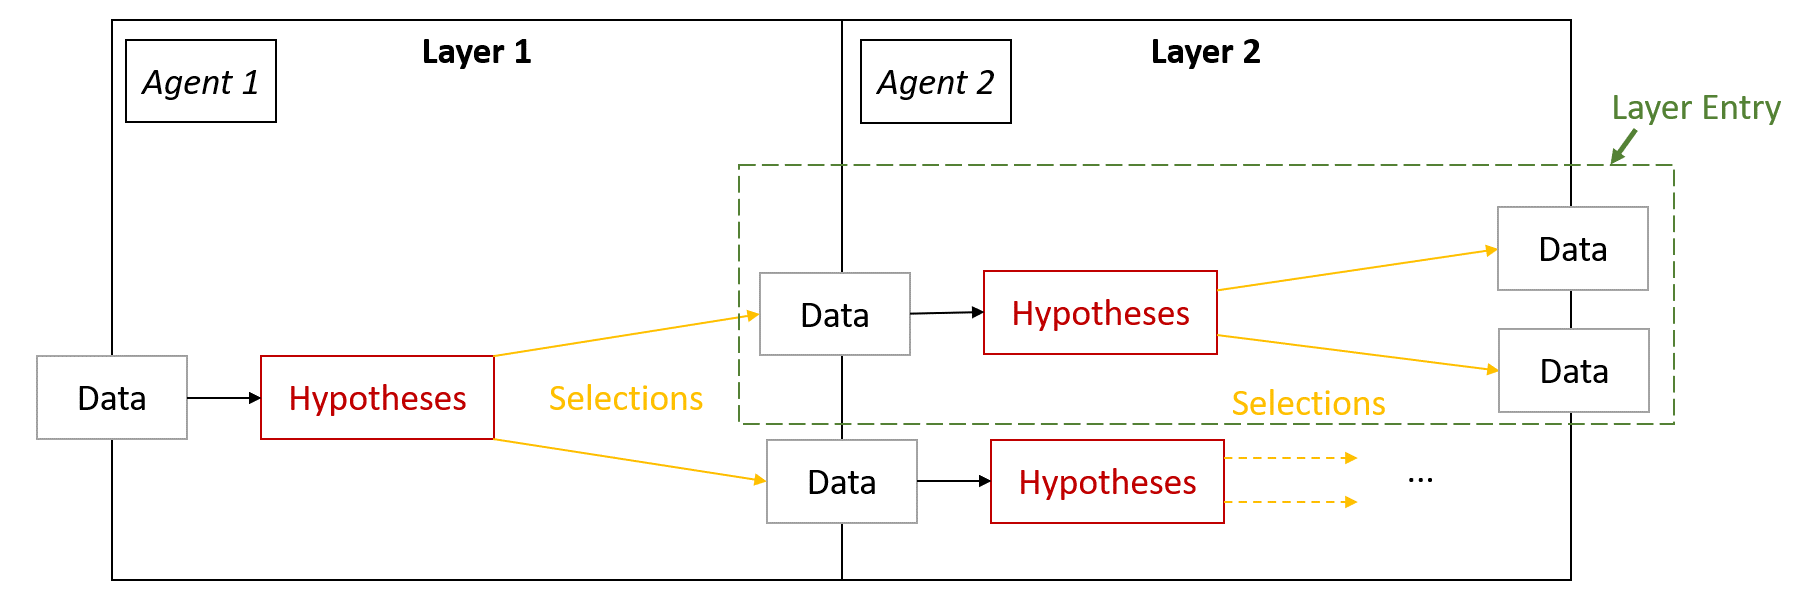 Layer 1
Layer 2
Agent 1
Agent 2
Layer Entry
Data
Hypotheses
Selections
Data
Hypotheses
Data
Data
Selections
Data
Hypotheses
...